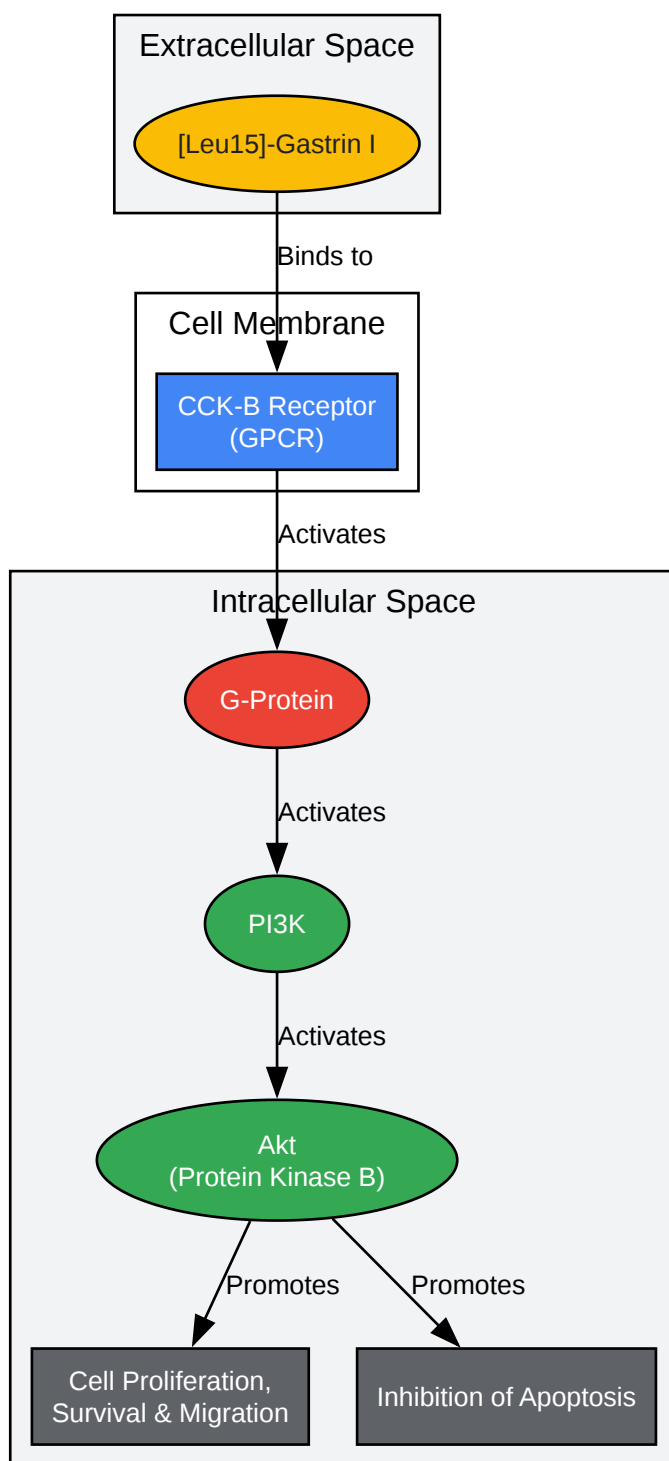 Extracellular Space
[Leu15]-Gastrin I
Binds to
Cell Membrane
CCK-B Receptor
(GPCR)
Activates
Intracellular Space
G-Protein
Activates
PI3K
Activates
Akt
(Protein Kinase B)
Promotes
Promotes
Cell Proliferation,
Survival & Migration
Inhibition of Apoptosis